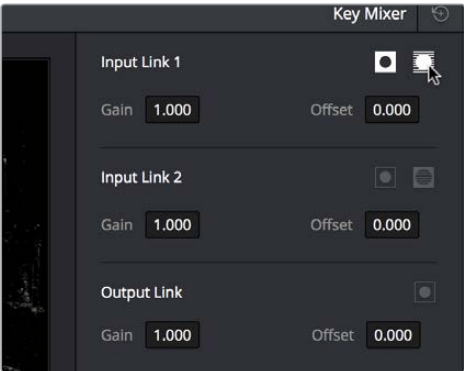 Key Mixer
Input Link 1
Gain 1.000 Offset 0.000
Input Link 2
Gain 1.000 Offset 0.000
Output Link
Gain 1.000 Offset 0.000